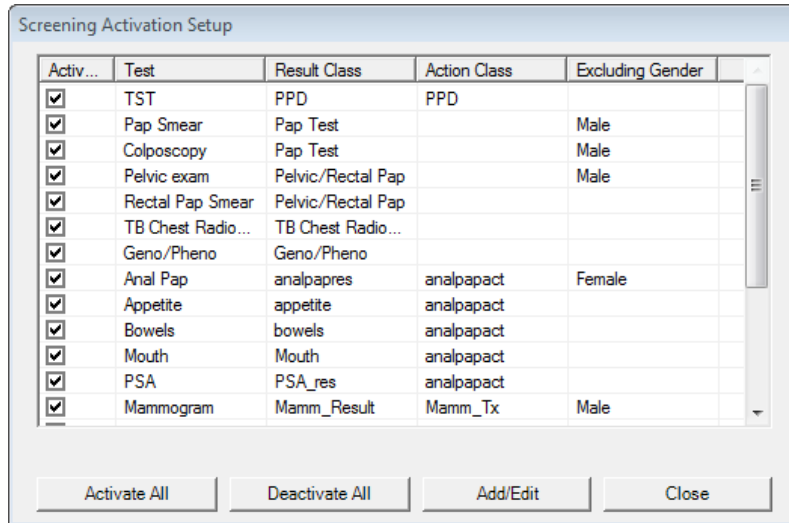 Screening Activation Setup
Activ... Test Result Class Action Class Excluding Gender
TST PPD PPD
Pap Smear Pap Test Male
Colposcopy Pap Test Male
Pelvic exam Pelvic/Rectal Pap Male
Rectal Pap Smear Pelvic/Rectal Pap
TB Chest Radio... TB Chest Radio...
Geno/Pheno Geno/Pheno
Anal Pap analpapres analpapact Female
Appetite appetite analpapact
Bowels bowels analpapact
Mouth Mouth analpapact
PSA PSA_res analpapact
Mammogram Mamm_Result Mamm_Tx Male
Activate All Deactivate All Add/Edit Close